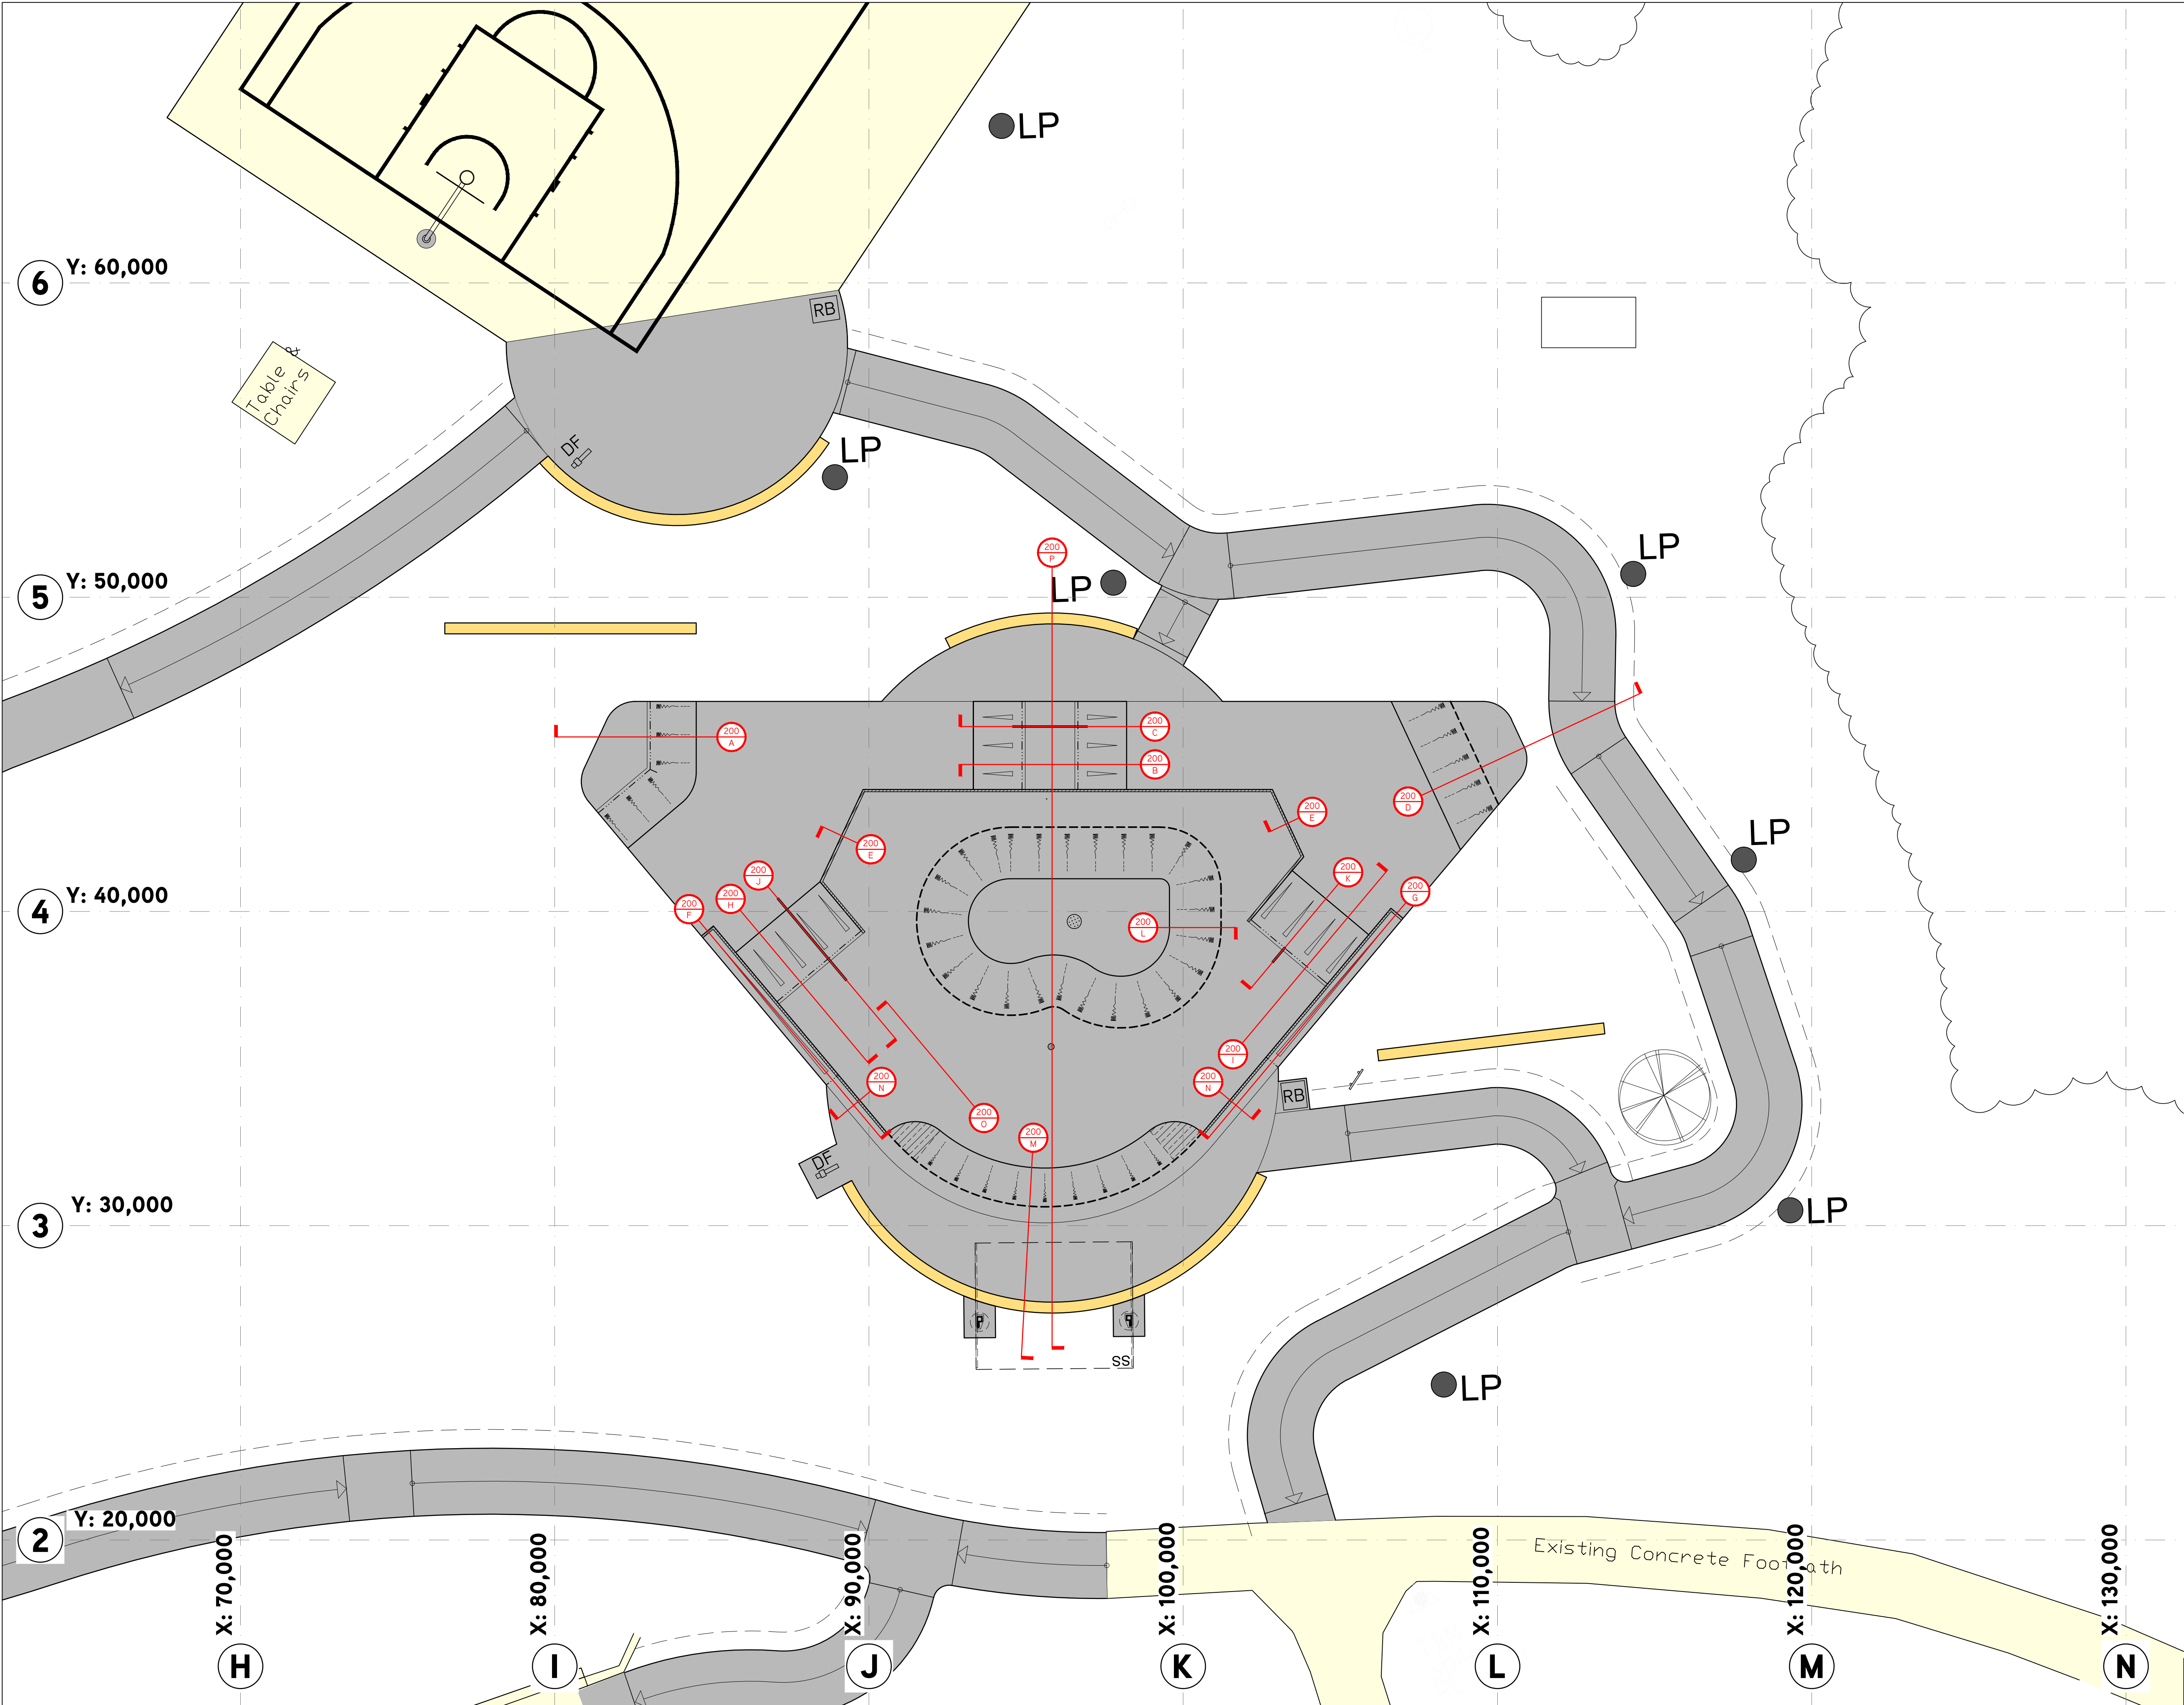 LP
6 Y: 60,000
RB
Table &
Chairs
DF
LP
LP
200
P
5 Y: 50,000
LP
200
A
200
C
200
B
200
D
200
E
200
E
LP
200
J
200
K
200
H
200
G
4 Y: 40,000
200
F
200
L
200
I
200
N
200
N
RB
200
O
200
M
DF
3 Y: 30,000
LP
SS
LP
2 Y: 20,000
Existing Concrete Footpath
X: 70,000
X: 80,000
X: 90,000
X: 100,000
X: 110,000
X: 120,000
X: 130,000
H I J K L M N